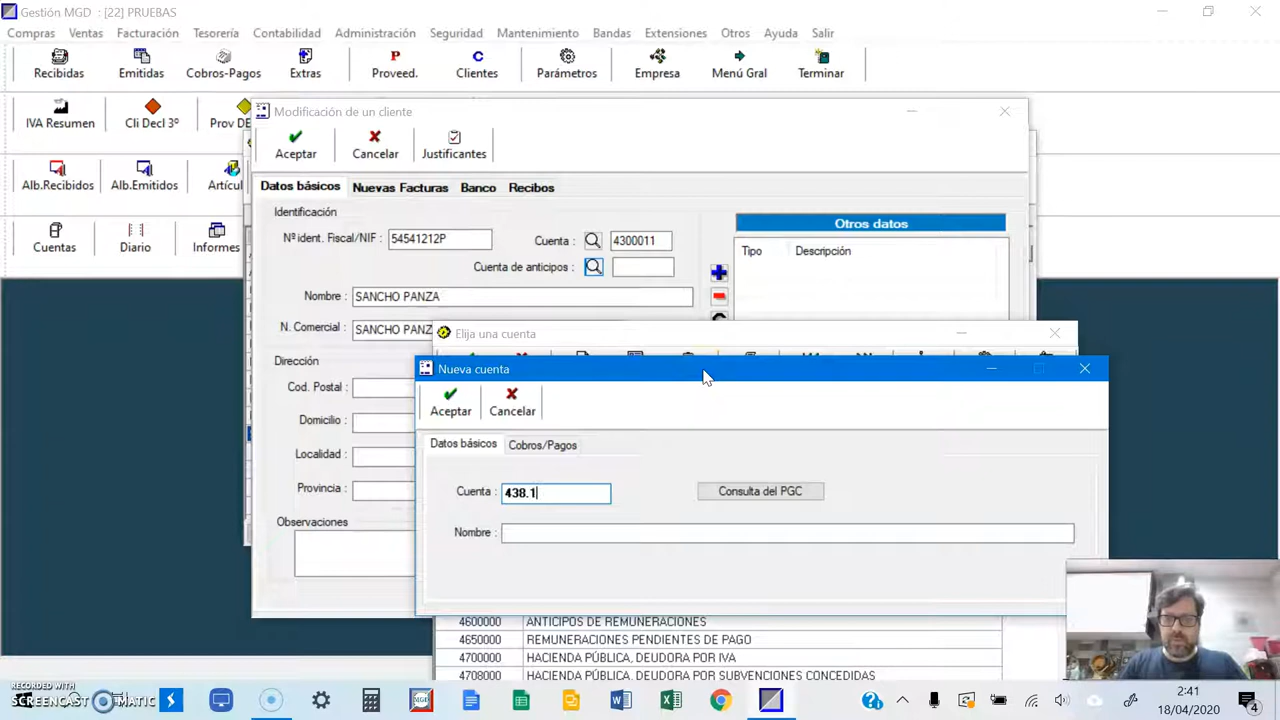 Gestión MGD : [22] PRUEBAS
Compras Ventas Facturación Tesorería Contabilidad Administración Seguridad Mantenimiento Bandas Extensiones Otros Ayuda Salir
Recibidas Emitidas Cobros-Pagos Extras Proveed. Clientes Parámetros Empresa Menú Gral Terminar
IVA Resumen Cli Decl 3º Prov DE
Alb.Recibidos Alb.Emitidos Artícul
Cuentas Diario Informes
Modificación de un cliente
Aceptar Cancelar Justificantes
Datos básicos Nuevas Facturas Banco Recibos
Identificación
Nº ident. Fiscal/NIF : 54541212P Cuenta : 4300011
Cuenta de anticipos :
Nombre : SANCHO PANZA
N. Comercial : SANCHO PANZ
Dirección
Cod. Postal :
Domicilio :
Localidad :
Provincia :
Observaciones
Otros datos
Tipo Descripción
Elija una cuenta
Nueva cuenta
Aceptar Cancelar
Datos básicos Cobros/Pagos
Cuenta : 438.1 Consulta del PGC
Nombre :
4600000 ANTICIPOS DE REMUNERACIONES
4650000 REMUNERACIONES PENDIENTES DE PAGO
4700000 HACIENDA PÚBLICA, DEUDORA POR IVA
4708000 HACIENDA PÚBLICA, DEUDORA POR SUBVENCIONES CONCEDIDAS
RECORDED WITH
SCREENCAST MATIC
2:41
18/04/2020
4